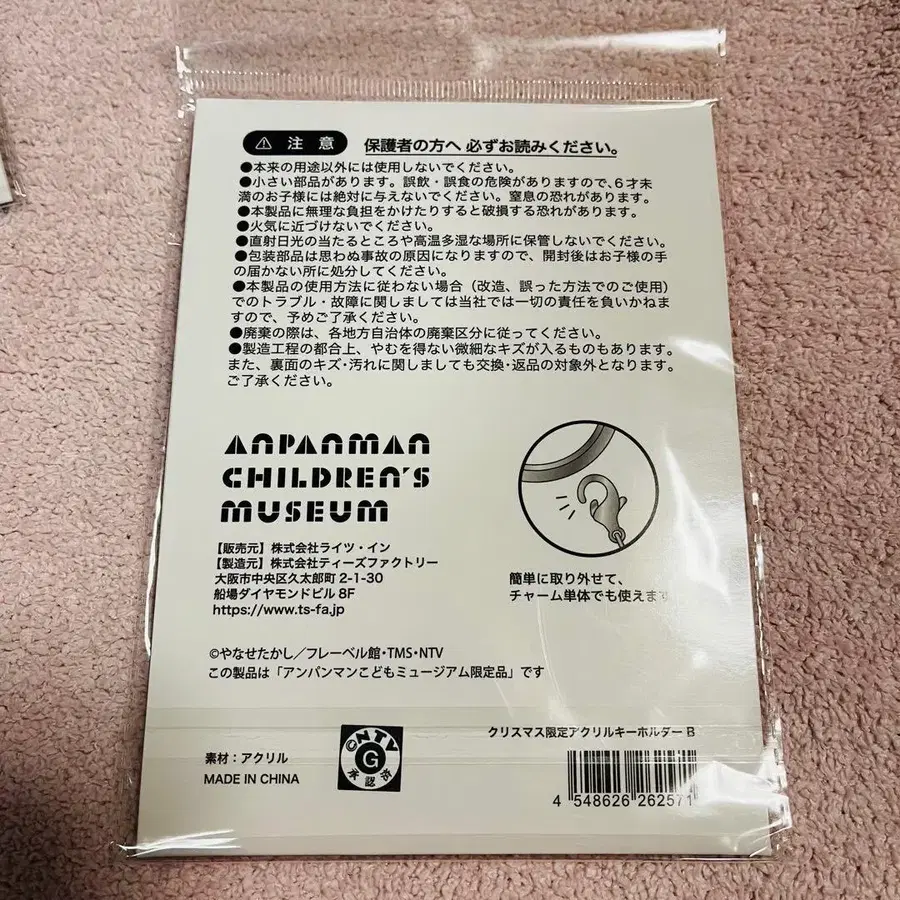 ⚠ 注意 保護者の方へ 必ずお読みください。
●本来の用途以外には使用しないでください。
●小さい部品があります。誤飲・誤食の危険がありますので、6才未
満のお子様には絶対に与えないでください。窒息の恐れがあります。
●本製品に無理な負担をかけたりすると破損する恐れがあります。
●火気に近づけないでください。
●直射日光の当たるところや高温多湿な場所に保管しないでください。
●包装部品は思わぬ事故の原因になりますので、開封後はお子様の手
の届かない所に処分してください。
●本製品の使用方法に従わない場合（改造、誤った方法でのご使用）
でのトラブル・故障に関しましては当社では一切の責任を負いかねま
すので、予めご了承ください。
●廃棄の際は、各地方自治体の廃棄区分に従ってください。
●製造工程の都合上、やむを得ない微細なキズが入るものもあります。
また、裏面のキズ・汚れに関しましても交換・返品の対象外となります。
ご了承ください。
ANPANMAN
CHILDREN'S
MUSEUM
【販売元】株式会社ライツ・イン
【製造元】株式会社ティーズファクトリー
大阪市中央区久太郎町 2-1-30
船場ダイヤモンドビル 8F
https://www.ts-fa.jp
簡単に取り外せて、
チャーム単体でも使えます
©やなせたかし／フレーベル館・TMS・NTV
この製品は「アンパンマンこどもミュージアム限定品」です
クリスマス限定アクリルキーホルダー B
素材：アクリル
MADE IN CHINA
©NTV
G
承認済
4 548626 262571